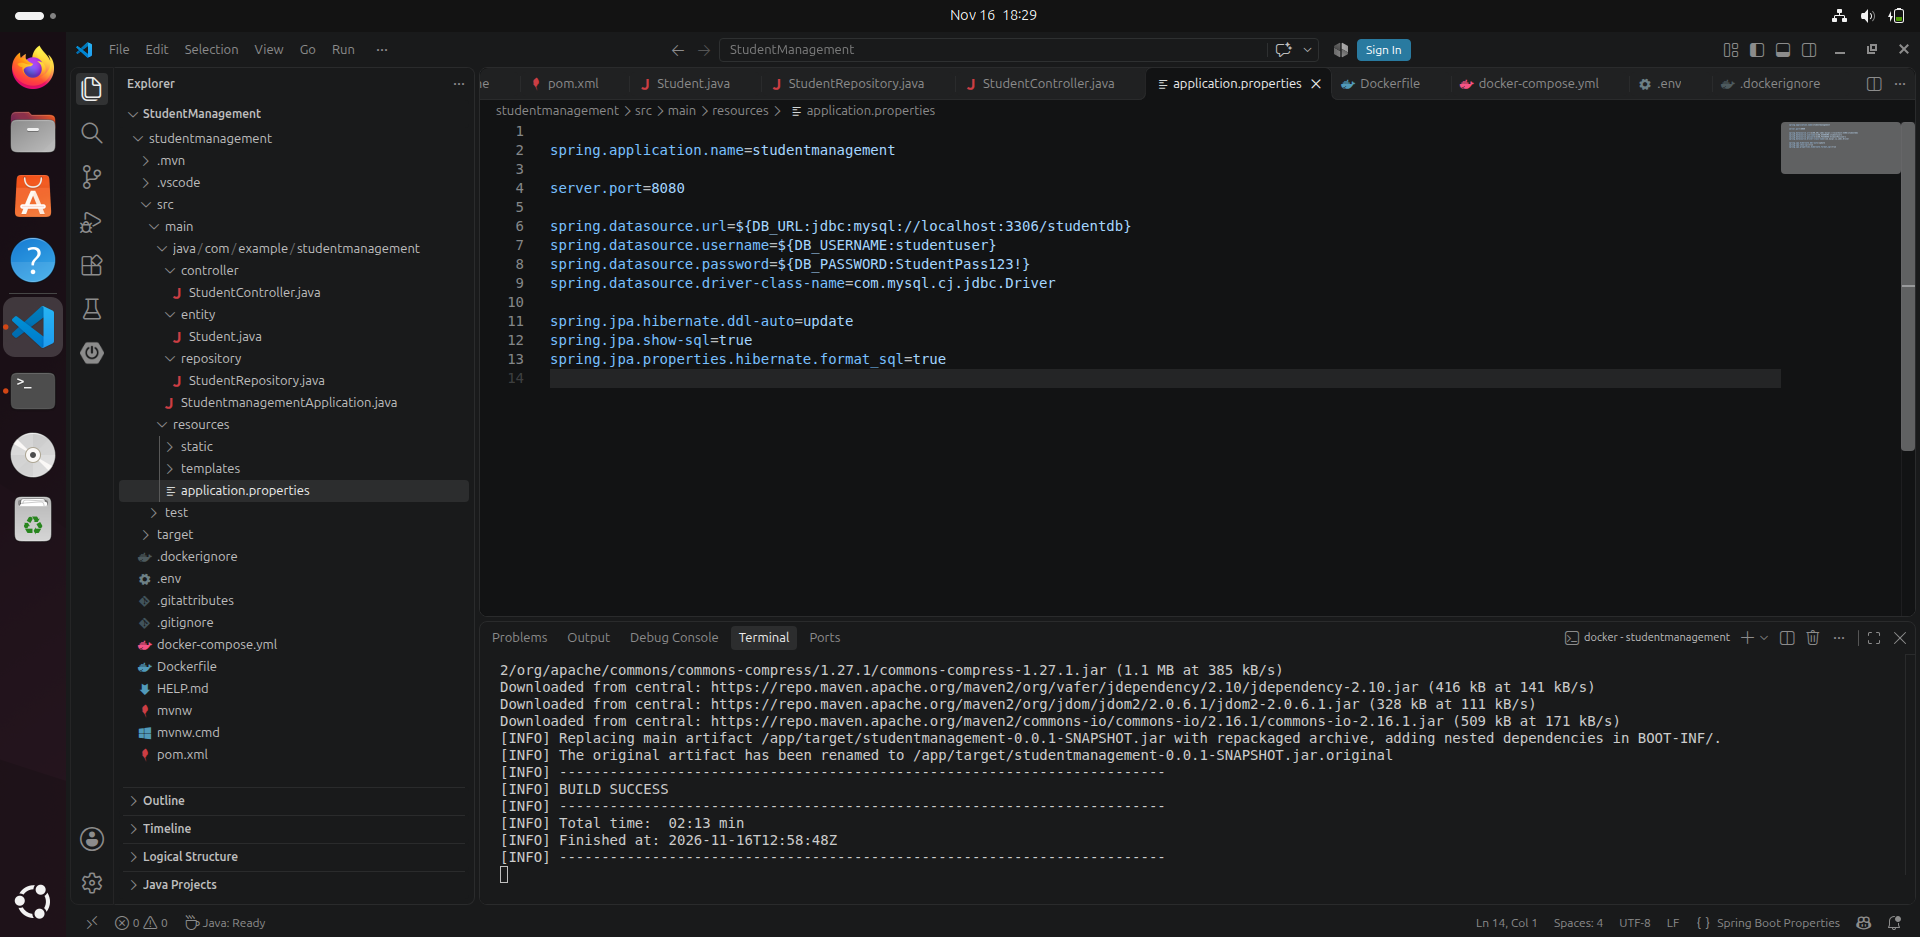 Nov 16 18:29
File Edit Selection View Go Run ···
StudentManagement
Sign In
Explorer
StudentManagement
studentmanagement
.mvn
.vscode
src
main
java/com/example/studentmanagement
controller
StudentController.java
entity
Student.java
repository
StudentRepository.java
StudentmanagementApplication.java
resources
static
templates
application.properties
test
target
.dockerignore
.env
.gitattributes
.gitignore
docker-compose.yml
Dockerfile
HELP.md
mvnw
mvnw.cmd
pom.xml
Outline
Timeline
Logical Structure
Java Projects
pom.xml Student.java StudentRepository.java StudentController.java application.properties Dockerfile docker-compose.yml .env .dockerignore
studentmanagement > src > main > resources > application.properties
1
2 spring.application.name=studentmanagement
3
4 server.port=8080
5
6 spring.datasource.url=${DB_URL:jdbc:mysql://localhost:3306/studentdb}
7 spring.datasource.username=${DB_USERNAME:studentuser}
8 spring.datasource.password=${DB_PASSWORD:StudentPass123!}
9 spring.datasource.driver-class-name=com.mysql.cj.jdbc.Driver
10
11 spring.jpa.hibernate.ddl-auto=update
12 spring.jpa.show-sql=true
13 spring.jpa.properties.hibernate.format_sql=true
14
Problems Output Debug Console Terminal Ports
docker - studentmanagement
2/org/apache/commons/commons-compress/1.27.1/commons-compress-1.27.1.jar (1.1 MB at 385 kB/s)
Downloaded from central: https://repo.maven.apache.org/maven2/org/vafer/jdependency/2.10/jdependency-2.10.jar (416 kB at 141 kB/s)
Downloaded from central: https://repo.maven.apache.org/maven2/org/jdom/jdom2/2.0.6.1/jdom2-2.0.6.1.jar (328 kB at 111 kB/s)
Downloaded from central: https://repo.maven.apache.org/maven2/commons-io/commons-io/2.16.1/commons-io-2.16.1.jar (509 kB at 171 kB/s)
[INFO] Replacing main artifact /app/target/studentmanagement-0.0.1-SNAPSHOT.jar with repackaged archive, adding nested dependencies in BOOT-INF/.
[INFO] The original artifact has been renamed to /app/target/studentmanagement-0.0.1-SNAPSHOT.jar.original
[INFO] ------------------------------------------------------------------------
[INFO] BUILD SUCCESS
[INFO] ------------------------------------------------------------------------
[INFO] Total time:  02:13 min
[INFO] Finished at: 2026-11-16T12:58:48Z
[INFO] ------------------------------------------------------------------------
0 0 Java: Ready
Ln 14, Col 1 Spaces: 4 UTF-8 LF { } Spring Boot Properties